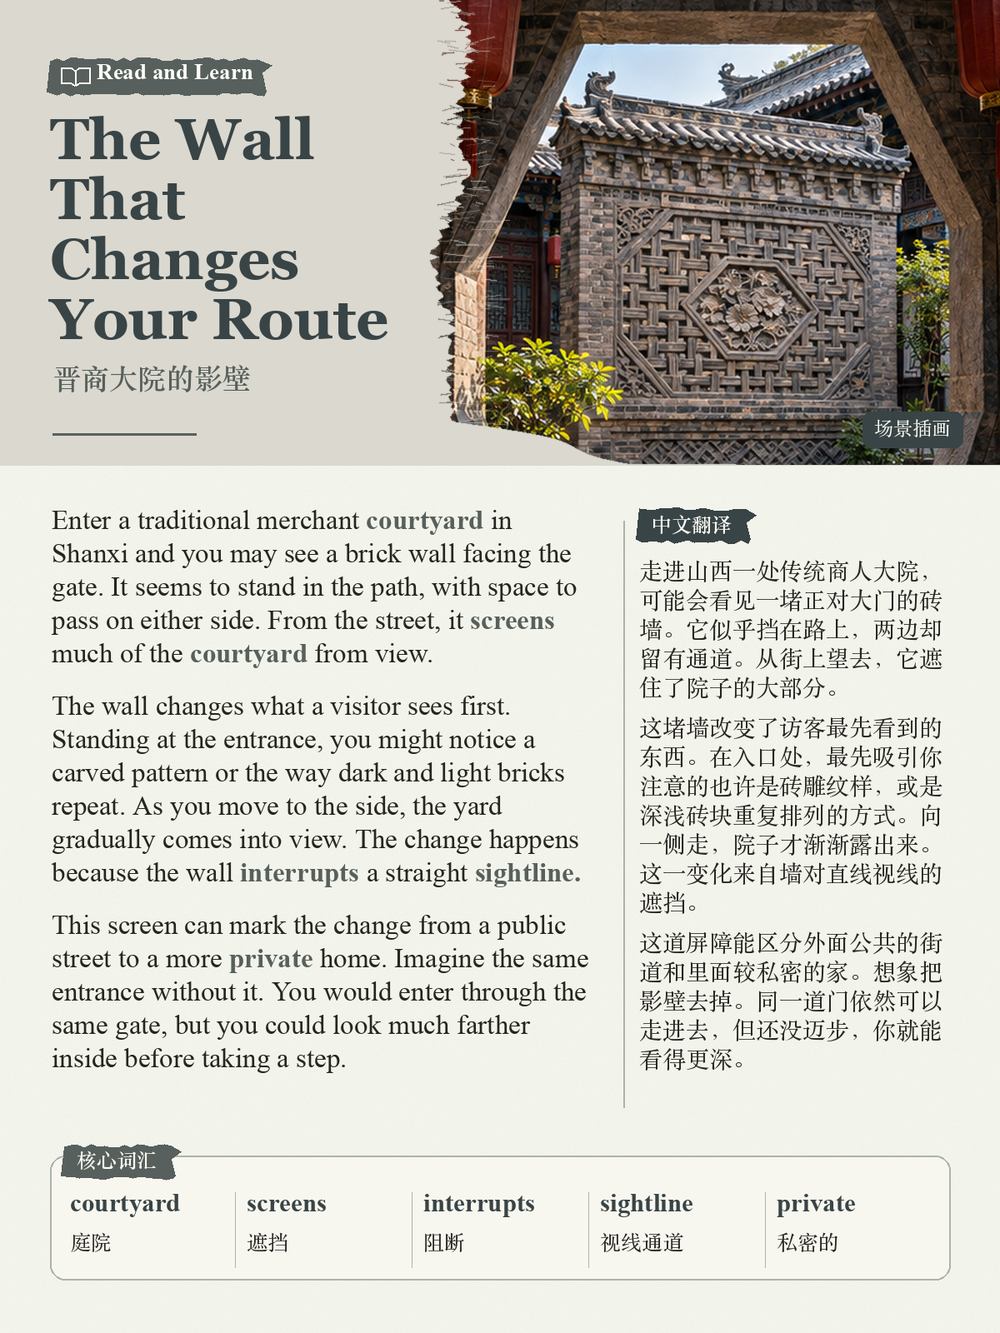 Read and Learn
The Wall
That
Changes
Your Route
晋商大院的影壁
场景插画
Enter a traditional merchant courtyard in
Shanxi and you may see a brick wall facing the
gate. It seems to stand in the path, with space to
pass on either side. From the street, it screens
much of the courtyard from view.
The wall changes what a visitor sees first.
Standing at the entrance, you might notice a
carved pattern or the way dark and light bricks
repeat. As you move to the side, the yard
gradually comes into view. The change happens
because the wall interrupts a straight sightline.
This screen can mark the change from a public
street to a more private home. Imagine the same
entrance without it. You would enter through the
same gate, but you could look much farther
inside before taking a step.
中文翻译
走进山西一处传统商人大院，
可能会看见一堵正对大门的砖
墙。它似乎挡在路上，两边却
留有通道。从街上望去，它遮
住了院子的大部分。
这堵墙改变了访客最先看到的
东西。在入口处，最先吸引你
注意的也许是砖雕纹样，或是
深浅砖块重复排列的方式。向
一侧走，院子才渐渐露出来。
这一变化来自墙对直线视线的
遮挡。
这道屏障能区分外面公共的街
道和里面较私密的家。想象把
影壁去掉。同一道门依然可以
走进去，但还没迈步，你就能
看得更深。
核心词汇
courtyard
庭院
screens
遮挡
interrupts
阻断
sightline
视线通道
private
私密的